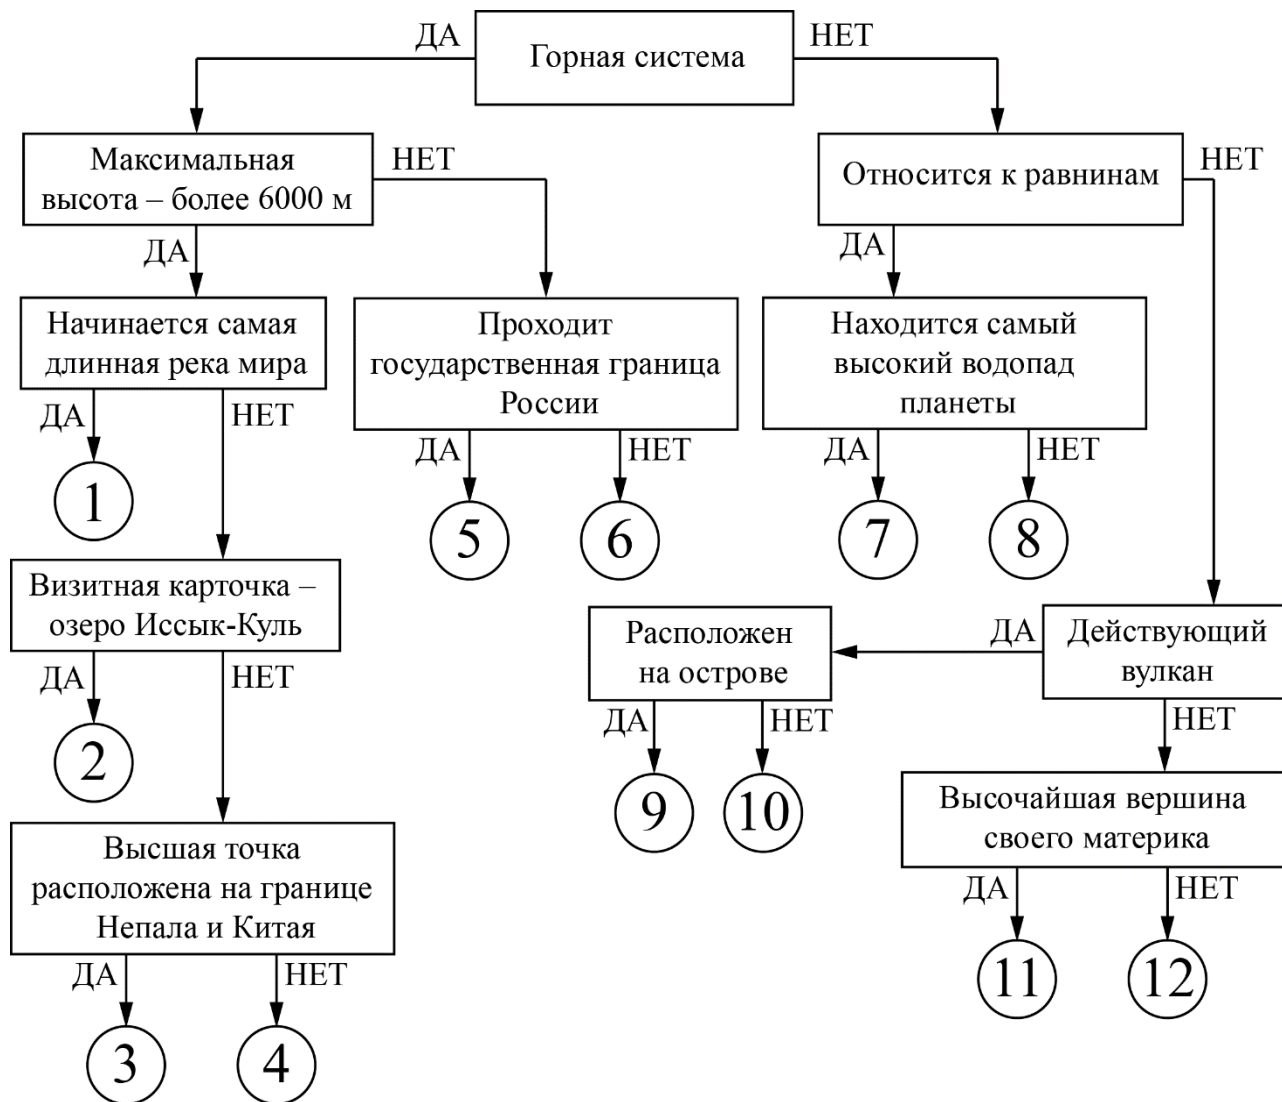 ДА
Горная система
НЕТ
Максимальная
высота – более 6000 м
НЕТ
Относится к равнинам
НЕТ
ДА
ДА
Начинается самая
длинная река мира
Проходит
государственная граница
России
Находится самый
высокий водопад
планеты
ДА
НЕТ
ДА
НЕТ
ДА
НЕТ
1
5
6
7
8
Визитная карточка –
озеро Иссык-Куль
Расположен
на острове
ДА
Действующий
вулкан
ДА
НЕТ
ДА
НЕТ
НЕТ
2
9
10
Высочайшая вершина
своего материка
Высшая точка
расположена на границе
Непала и Китая
ДА
НЕТ
ДА
НЕТ
11
12
3
4